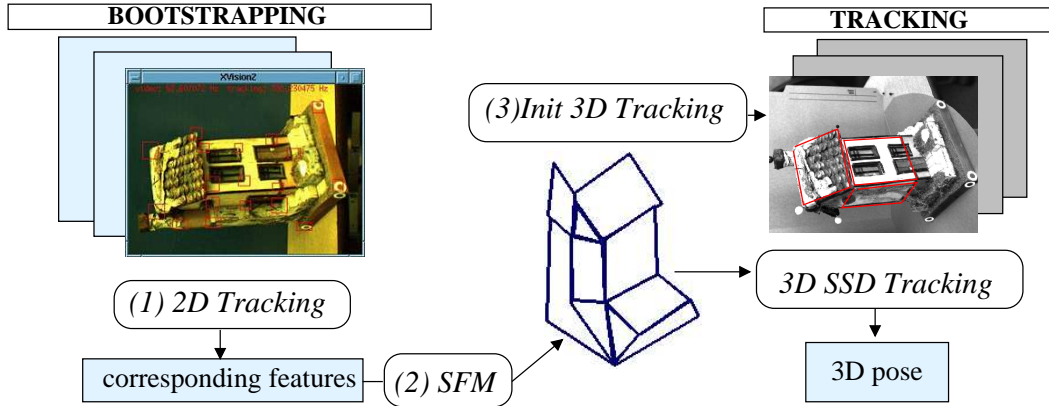 BOOTSTRAPPING
TRACKING
XVision2
(3)Init 3D Tracking
(1) 2D Tracking
3D SSD Tracking
corresponding features
(2) SFM
3D pose